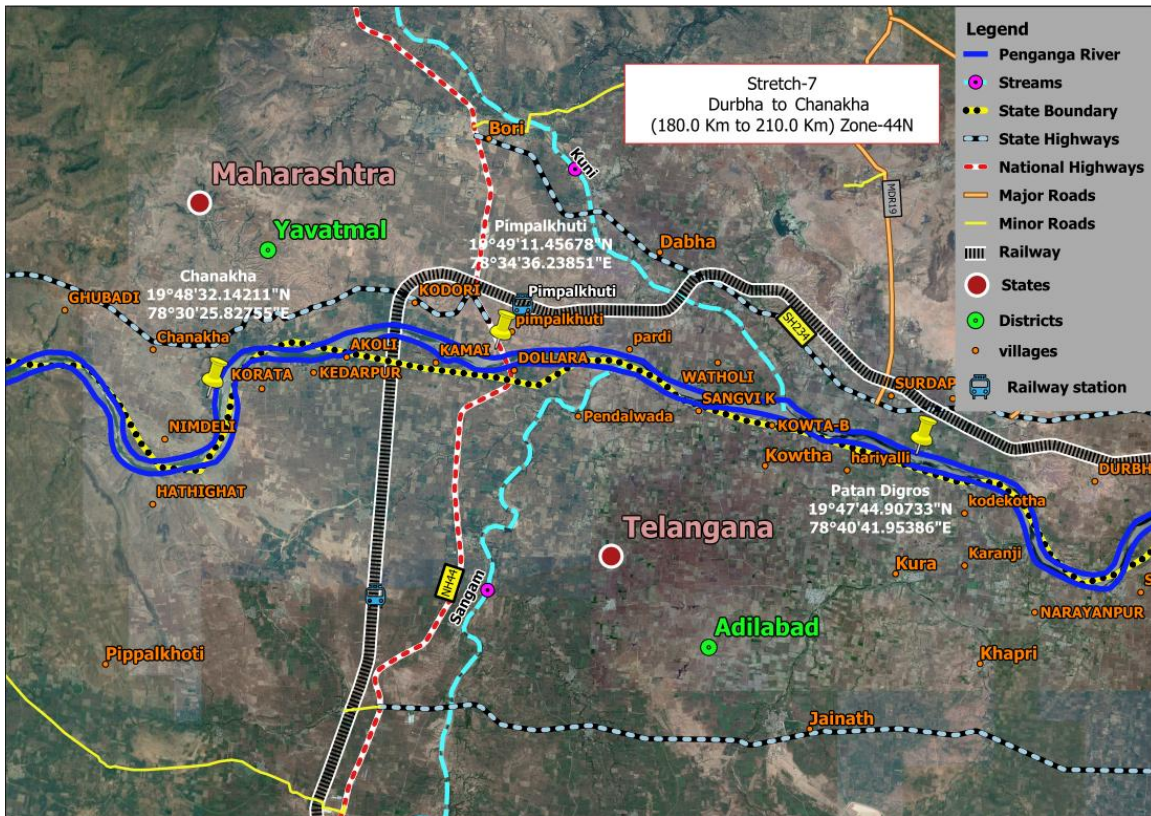 Legend
Penganga River
Streams
State Boundary
State Highways
National Highways
Major Roads
Minor Roads
Railway
States
Districts
villages
Railway station
Stretch-7
Durbha to Chanakha
(180.0 Km to 210.0 Km) Zone-44N
Bori
Kuni
MDR19
Maharashtra
Yavatmal
Pimpalkhuti
19°49'11.45678"N
78°34'36.23851"E
Dabha
Chanakha
19°48'32.14211"N
78°30'25.82755"E
GHUBADI
KODORI
Pimpalkhuti
pimpalkhuti
SH234
Chanakha
AKOLI
KAMAI
DOLLARA
pardi
WATHOLI
KORATA
KEDARPUR
SURDAP
SANGVI K
Pendalwada
NIMDELI
KOWTA-B
Kowtha
hariyalli
DURBH
HATHIGHAT
Patan Digros
19°47'44.90733"N
78°40'41.95386"E
kodekotha
Telangana
Kura
Karanji
NH44
Sangam
S
NARAYANPUR
Adilabad
Pippalkhoti
Khapri
Jainath